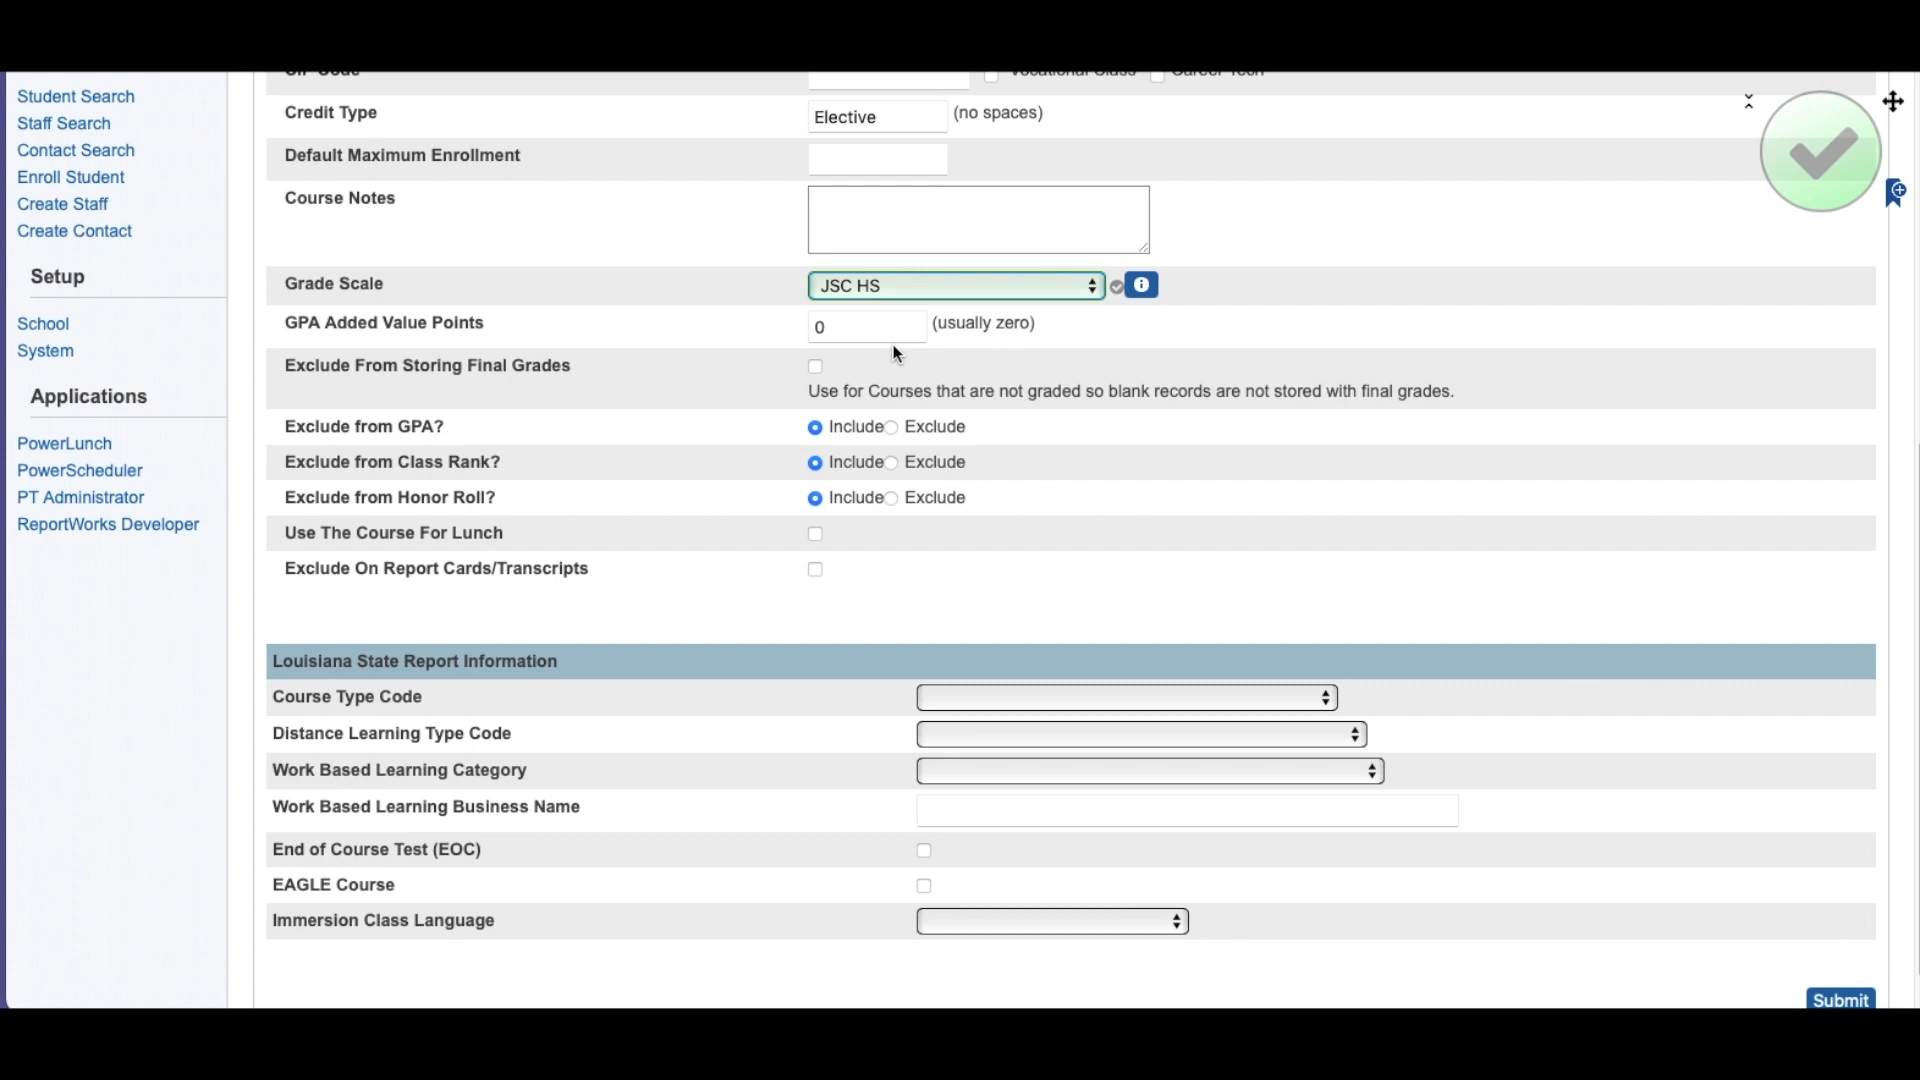 Student Search
Staff Search
Contact Search
Enroll Student
Create Staff
Create Contact
Setup
School
System
Applications
PowerLunch
PowerScheduler
PT Administrator
ReportWorks Developer
Credit Type Elective (no spaces)
Default Maximum Enrollment
Course Notes
Grade Scale JSC HS
GPA Added Value Points 0 (usually zero)
Exclude From Storing Final Grades
Use for Courses that are not graded so blank records are not stored with final grades.
Exclude from GPA? Include Exclude
Exclude from Class Rank? Include Exclude
Exclude from Honor Roll? Include Exclude
Use The Course For Lunch
Exclude On Report Cards/Transcripts
Louisiana State Report Information
Course Type Code
Distance Learning Type Code
Work Based Learning Category
Work Based Learning Business Name
End of Course Test (EOC)
EAGLE Course
Immersion Class Language
Submit